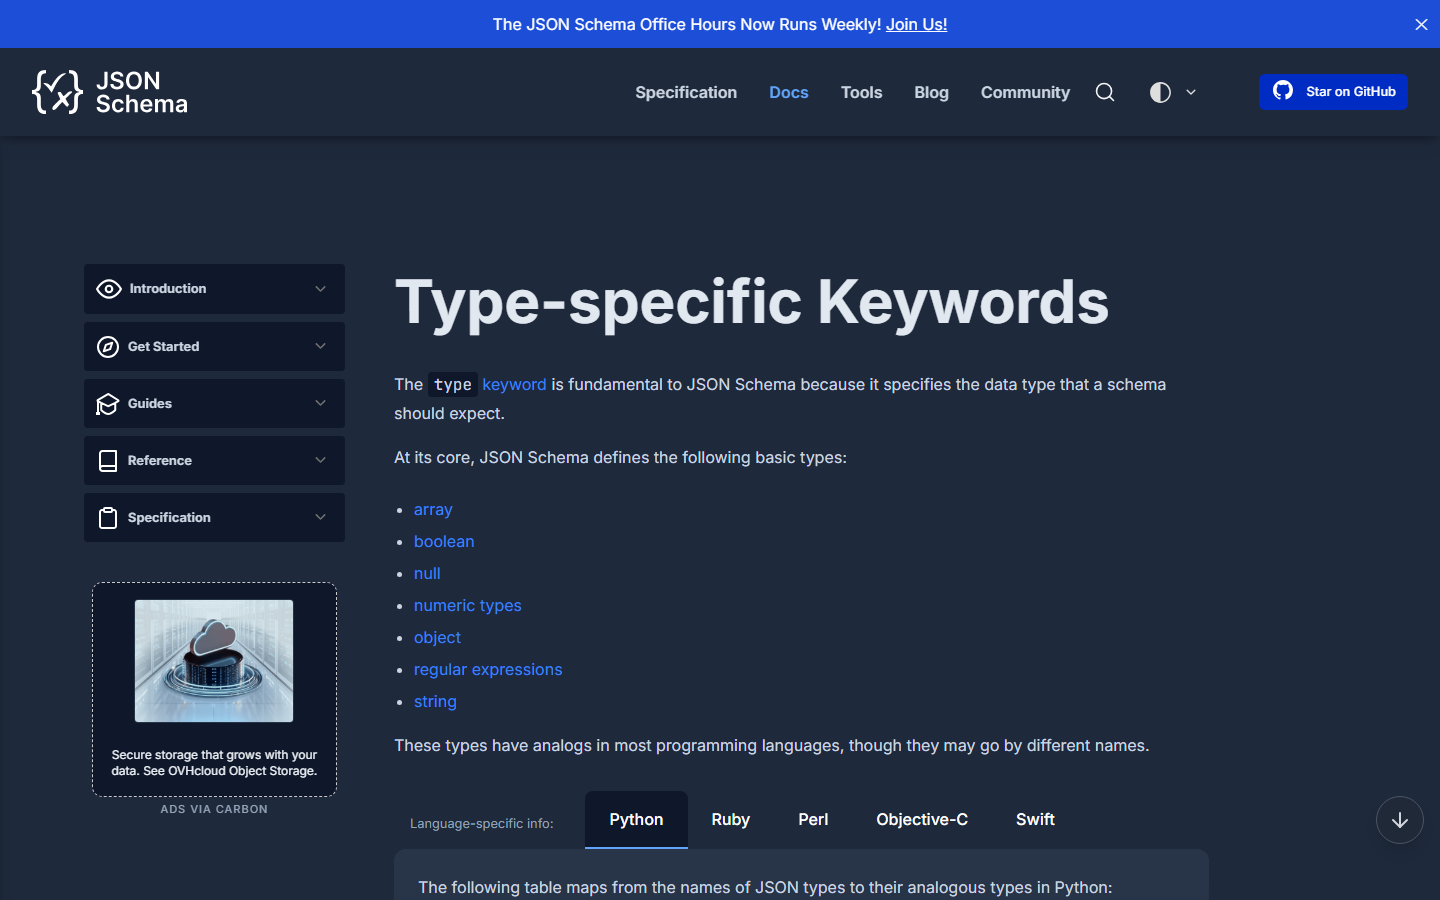 The JSON Schema Office Hours Now Runs Weekly! Join Us!
JSON
Schema
Specification
Docs
Tools
Blog
Community
Star on GitHub
Introduction
Get Started
Guides
Reference
Specification
Secure storage that grows with your
data. See OVHcloud Object Storage.
ADS VIA CARBON
Type-specific Keywords
The type keyword is fundamental to JSON Schema because it specifies the data type that a schema
should expect.
At its core, JSON Schema defines the following basic types:
array
boolean
null
numeric types
object
regular expressions
string
These types have analogs in most programming languages, though they may go by different names.
Language-specific info:
Python
Ruby
Perl
Objective-C
Swift
The following table maps from the names of JSON types to their analogous types in Python: